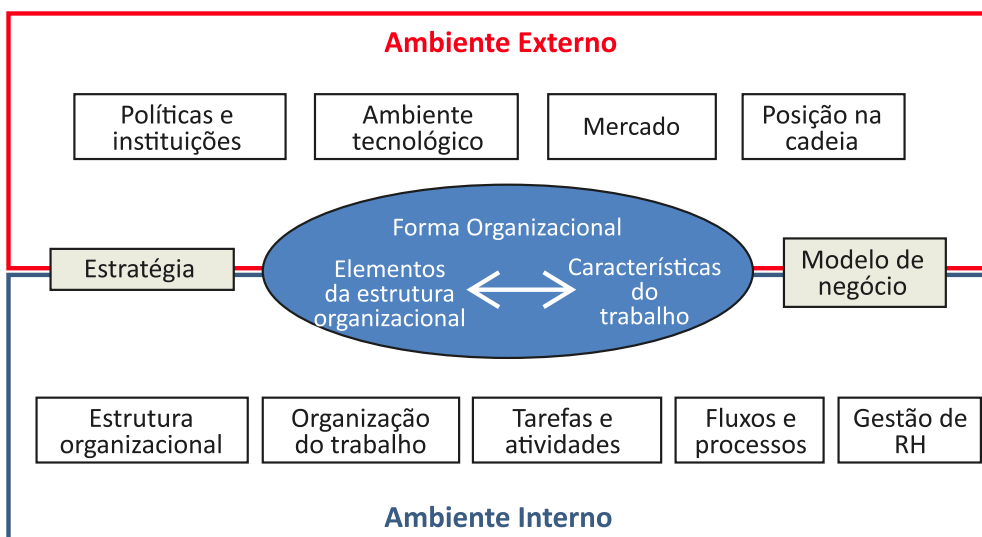 Ambiente Externo
Políticas e
instituições
Ambiente
tecnológico
Mercado
Posição na
cadeia
Forma Organizacional
Estratégia
Elementos
da estrutura
organizacional
Características
do
trabalho
Modelo de
negócio
Estrutura
organizacional
Organização
do trabalho
Tarefas e
atividades
Fluxos e
processos
Gestão de
RH
Ambiente Interno